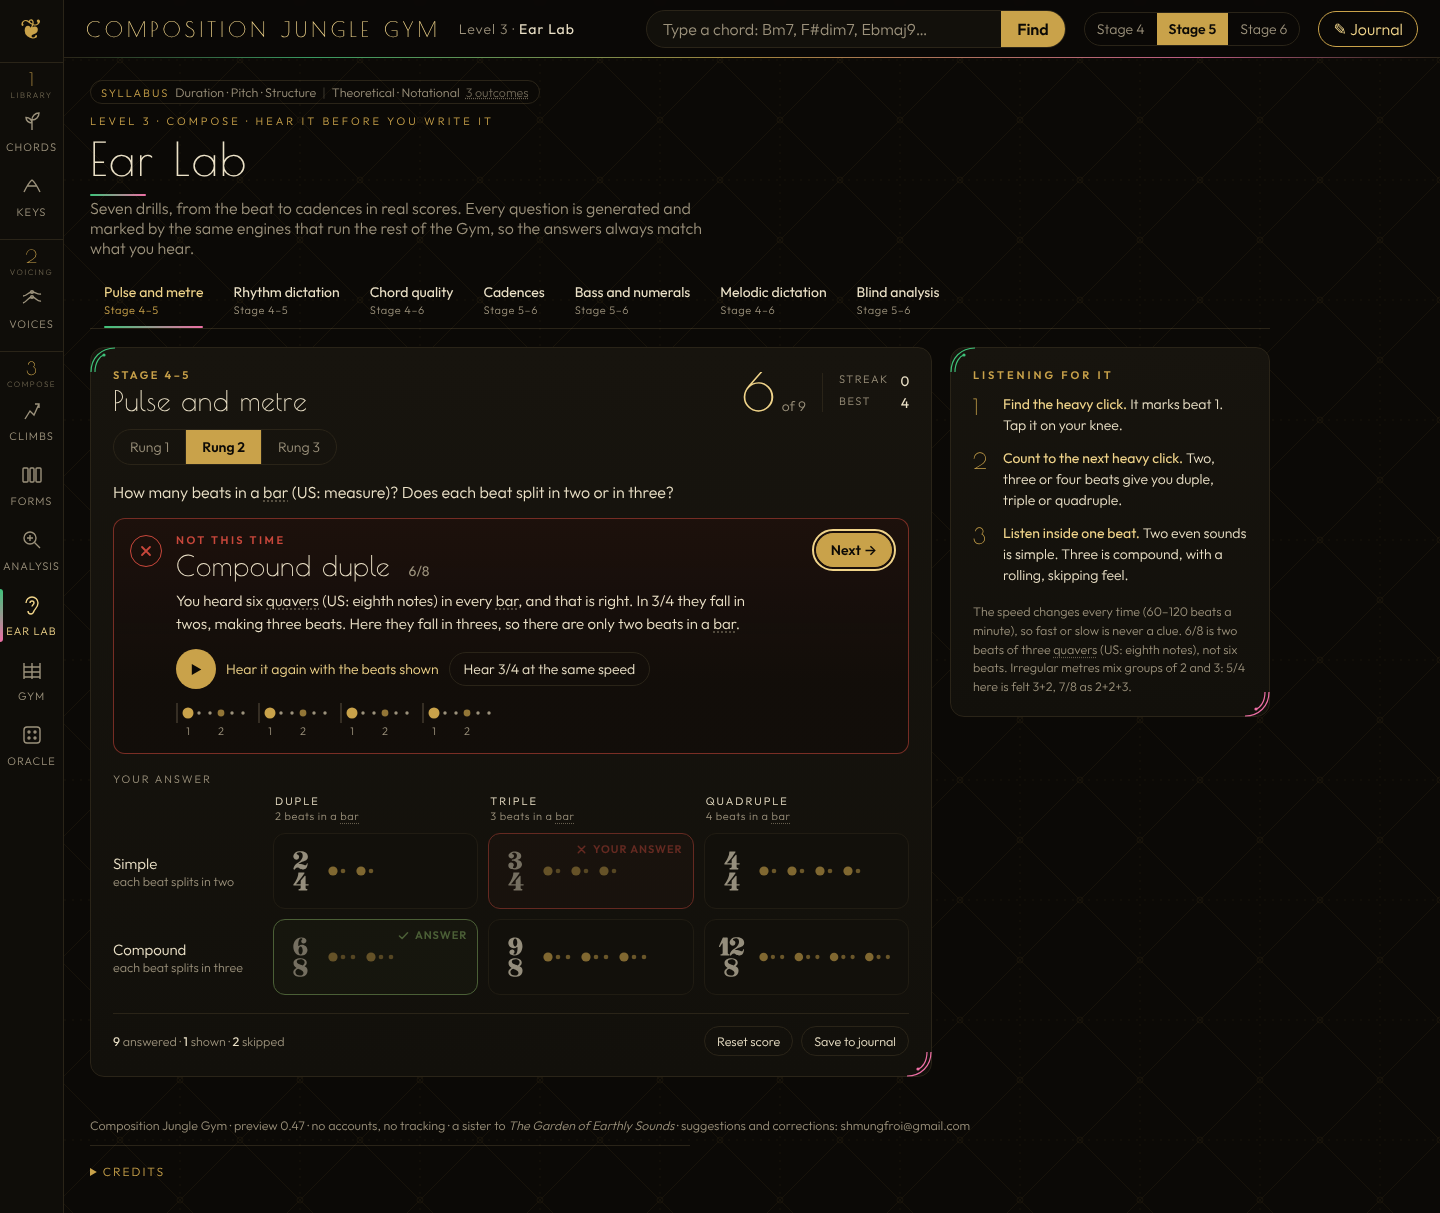 COMPOSITION JUNGLE GYM
Level 3 · Ear Lab
Type a chord: Bm7, F#dim7, Ebmaj9…
Find
Stage 4
Stage 5
Stage 6
✎ Journal
1
LIBRARY
CHORDS
KEYS
2
VOICING
VOICES
3
COMPOSE
CLIMBS
FORMS
ANALYSIS
EAR LAB
GYM
ORACLE
SYLLABUS Duration · Pitch · Structure | Theoretical · Notational 3 outcomes
LEVEL 3 · COMPOSE · HEAR IT BEFORE YOU WRITE IT
Ear Lab
Seven drills, from the beat to cadences in real scores. Every question is generated and
marked by the same engines that run the rest of the Gym, so the answers always match
what you hear.
Pulse and metre
Stage 4–5
Rhythm dictation
Stage 4–5
Chord quality
Stage 4–6
Cadences
Stage 5–6
Bass and numerals
Stage 5–6
Melodic dictation
Stage 4–6
Blind analysis
Stage 5–6
STAGE 4–5
Pulse and metre
6 of 9
STREAK 0
BEST 4
Rung 1
Rung 2
Rung 3
How many beats in a bar (US: measure)? Does each beat split in two or in three?
NOT THIS TIME
Compound duple 6/8
Next →
You heard six quavers (US: eighth notes) in every bar, and that is right. In 3/4 they fall in
twos, making three beats. Here they fall in threes, so there are only two beats in a bar.
Hear it again with the beats shown
Hear 3/4 at the same speed
1 2 1 2 1 2 1 2
YOUR ANSWER
DUPLE
2 beats in a bar
TRIPLE
3 beats in a bar
QUADRUPLE
4 beats in a bar
Simple
each beat splits in two
2
4
✕ YOUR ANSWER
3
4
4
4
Compound
each beat splits in three
✓ ANSWER
6
8
9
8
12
8
9 answered · 1 shown · 2 skipped
Reset score
Save to journal
LISTENING FOR IT
1 Find the heavy click. It marks beat 1.
Tap it on your knee.
2 Count to the next heavy click. Two,
three or four beats give you duple,
triple or quadruple.
3 Listen inside one beat. Two even sounds
is simple. Three is compound, with a
rolling, skipping feel.
The speed changes every time (60–120 beats a
minute), so fast or slow is never a clue. 6/8 is two
beats of three quavers (US: eighth notes), not six
beats. Irregular metres mix groups of 2 and 3: 5/4
here is felt 3+2, 7/8 as 2+2+3.
Composition Jungle Gym · preview 0.47 · no accounts, no tracking · a sister to The Garden of Earthly Sounds · suggestions and corrections: shmungfroi@gmail.com
▶ CREDITS